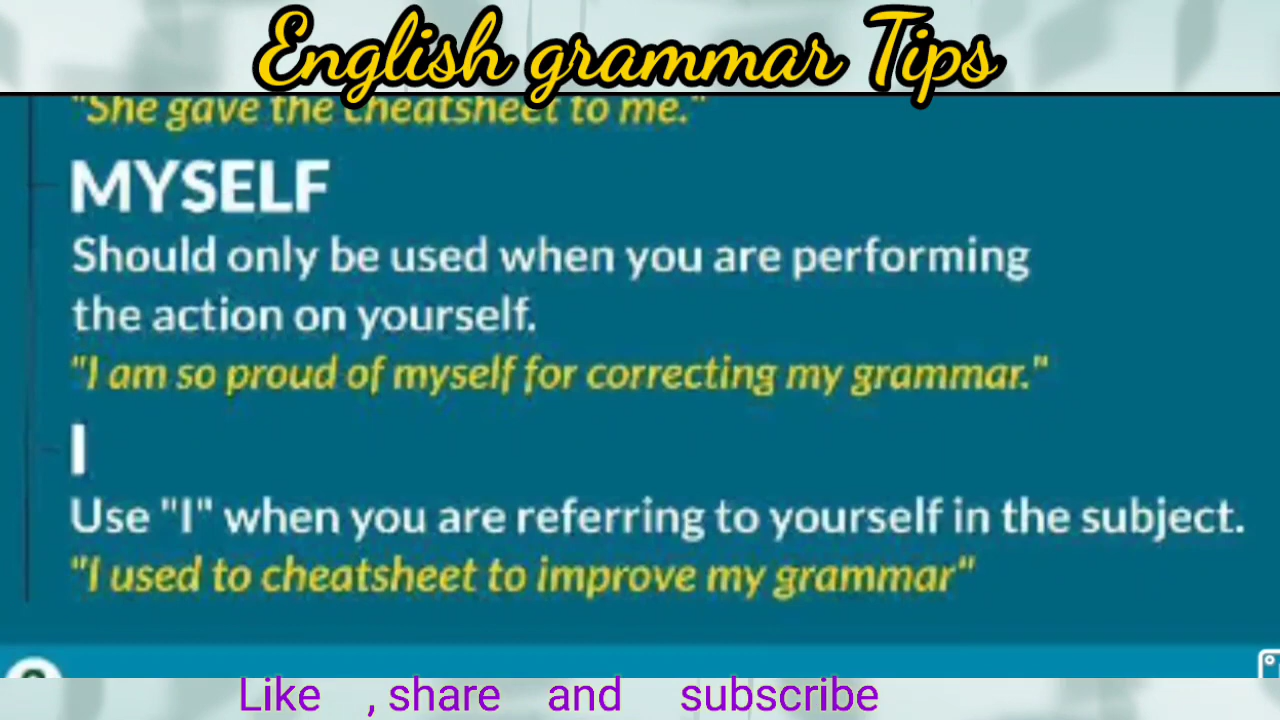 English grammar Tips
"She gave the cheatsheet to me."
MYSELF
Should only be used when you are performing
the action on yourself.
"I am so proud of myself for correcting my grammar."
I
Use "I" when you are referring to yourself in the subject.
"I used to cheatsheet to improve my grammar"
Like , share and subscribe